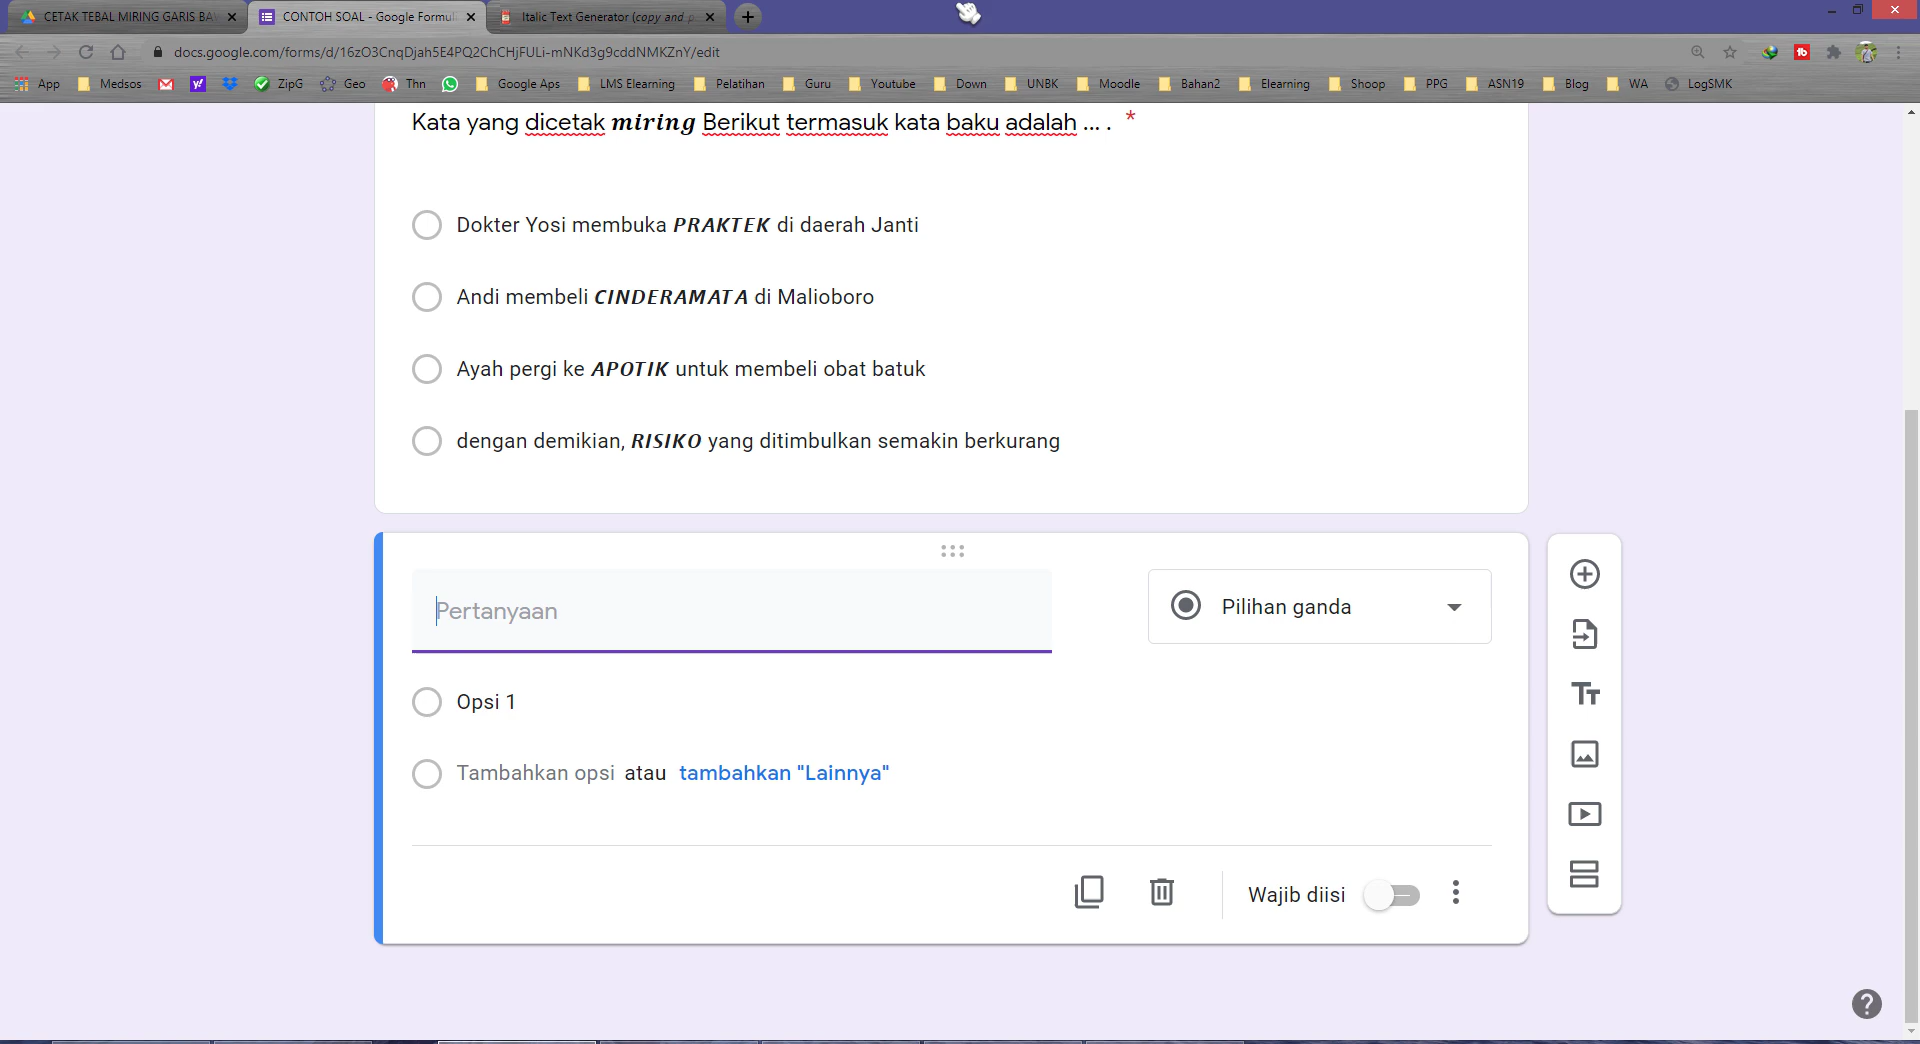 CETAK TEBAL MIRING GARIS BAV
CONTOH SOAL - Google Formuli
Italic Text Generator (copy and p
docs.google.com/forms/d/16zO3CnqDjah5E4PQ2ChCHjFULi-mNKd3g9cddNMKZnY/edit
App Medsos ZipG Geo Thn Google Aps LMS Elearning Pelatihan Guru Youtube Down UNBK Moodle Bahan2 Elearning Shoop PPG ASN19 Blog WA LogSMK
Kata yang dicetak miring Berikut termasuk kata baku adalah ... . *
Dokter Yosi membuka PRAKTEK di daerah Janti
Andi membeli CINDERAMATA di Malioboro
Ayah pergi ke APOTIK untuk membeli obat batuk
dengan demikian, RISIKO yang ditimbulkan semakin berkurang
Pertanyaan
Pilihan ganda
Opsi 1
Tambahkan opsi atau tambahkan "Lainnya"
Wajib diisi